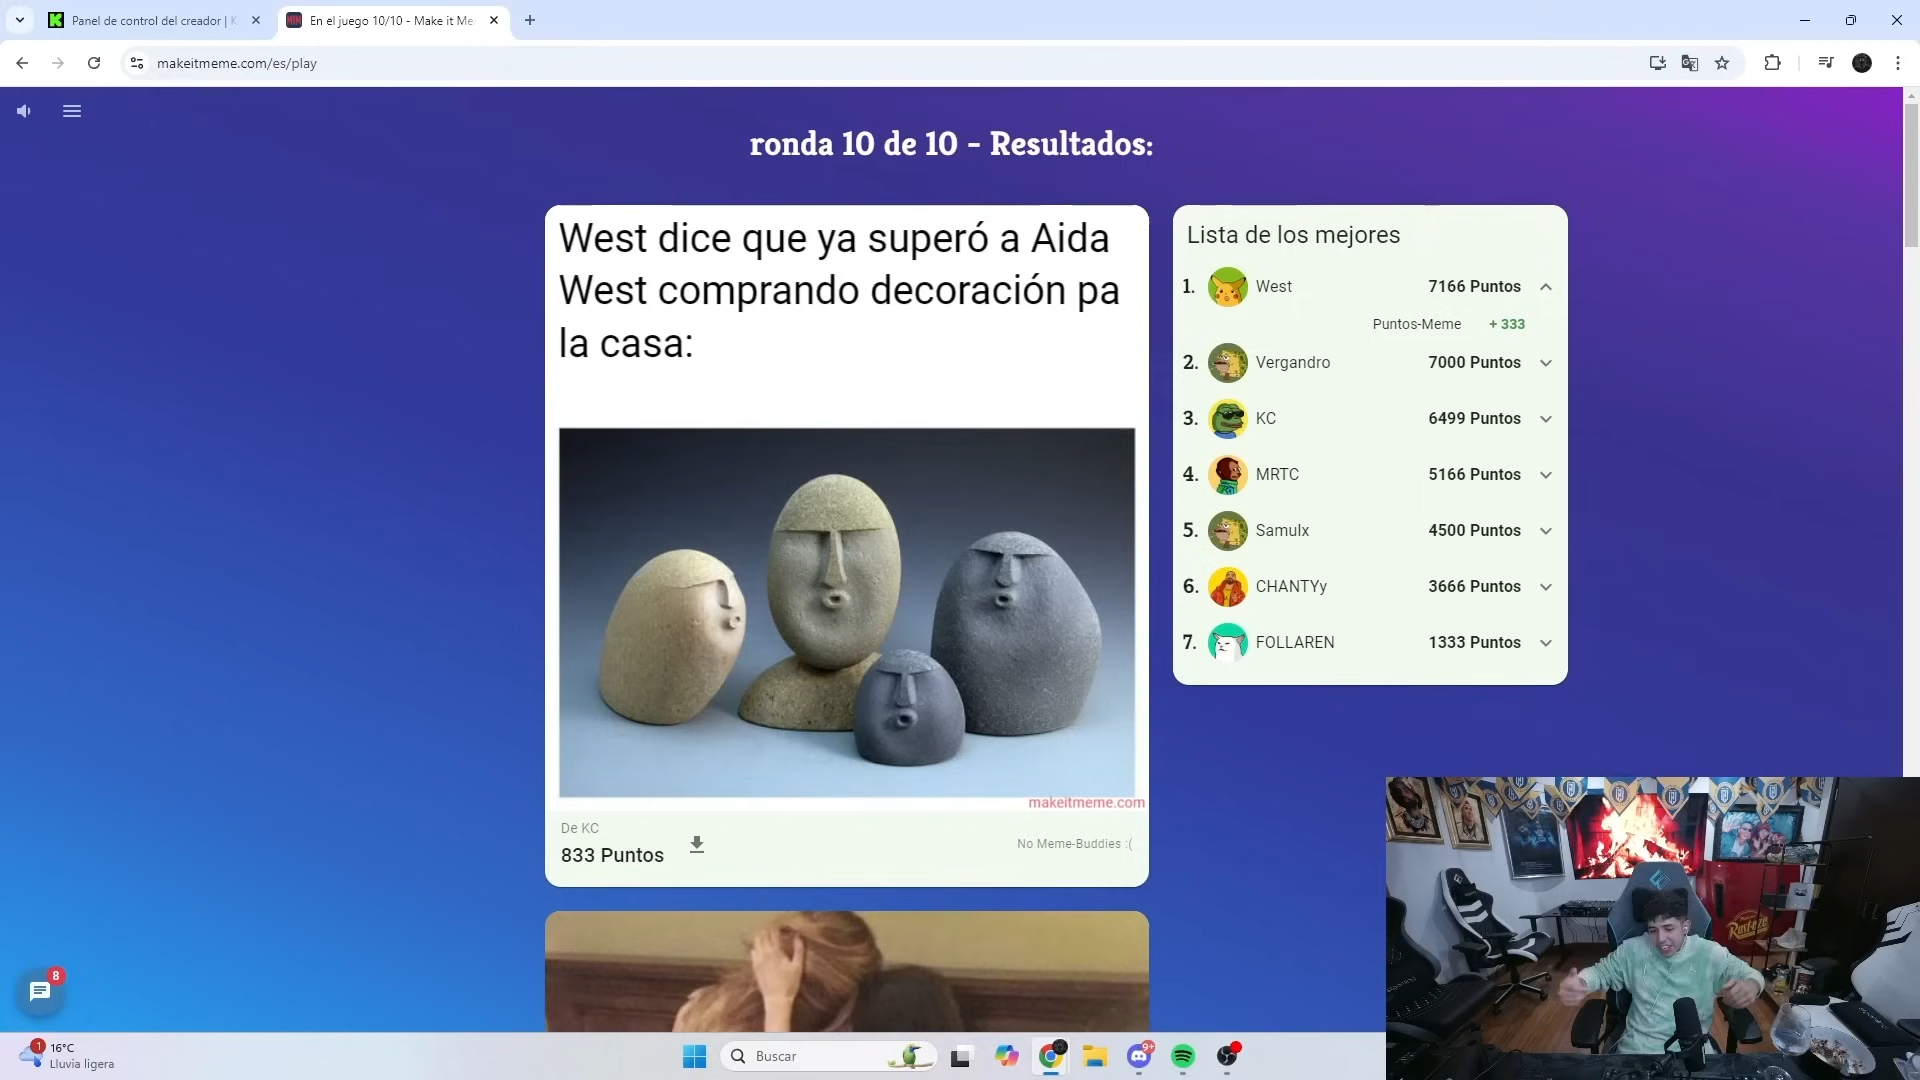 Panel de control del creador | K
En el juego 10/10 - Make it Me
makeitmeme.com/es/play
ronda 10 de 10 - Resultados:
West dice que ya superó a Aida
West comprando decoración pa
la casa:
makeitmeme.com
De KC
833 Puntos
No Meme-Buddies :(
Lista de los mejores
1. West 7166 Puntos
Puntos-Meme + 333
2. Vergandro 7000 Puntos
3. KC 6499 Puntos
4. MRTC 5166 Puntos
5. Samulx 4500 Puntos
6. CHANTYy 3666 Puntos
7. FOLLAREN 1333 Puntos
8
Rust-eze
1
16°C
Lluvia ligera
Buscar
9+